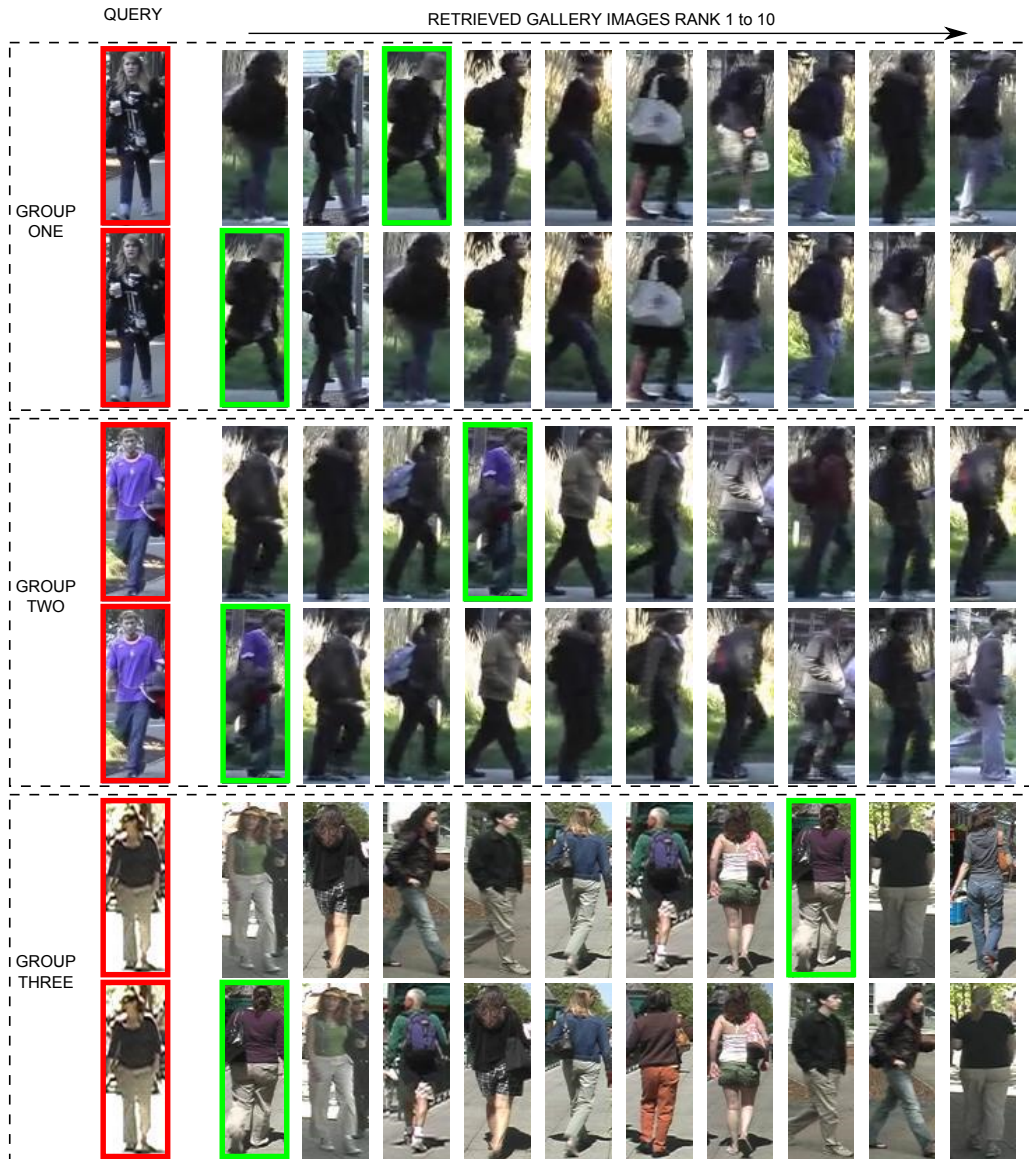 QUERY
RETRIEVED GALLERY IMAGES RANK 1 to 10
GROUP
ONE
GROUP
TWO
GROUP
THREE